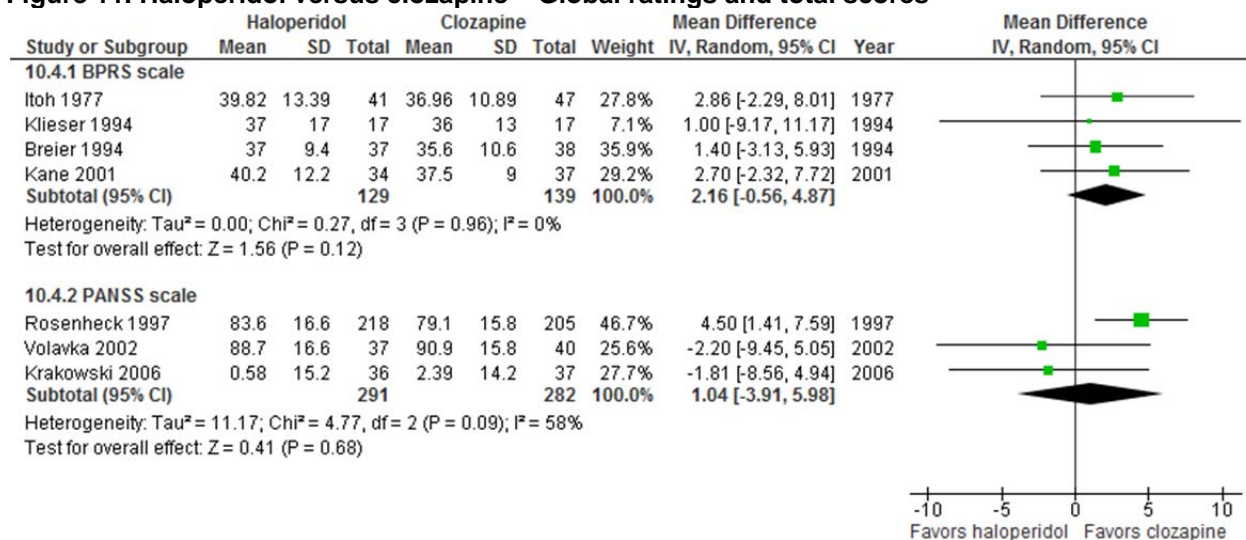 Figure 11. Haloperidol versus clozapine – Global ratings and total scores
Haloperidol Clozapine Mean Difference Mean Difference
Study or Subgroup Mean SD Total Mean SD Total Weight IV, Random, 95% CI Year IV, Random, 95% CI
10.4.1 BPRS scale
Itoh 1977 39.82 13.39 41 36.96 10.89 47 27.8% 2.86 [-2.29, 8.01] 1977
Klieser 1994 37 17 17 36 13 17 7.1% 1.00 [-9.17, 11.17] 1994
Breier 1994 37 9.4 37 35.6 10.6 38 35.9% 1.40 [-3.13, 5.93] 1994
Kane 2001 40.2 12.2 34 37.5 9 37 29.2% 2.70 [-2.32, 7.72] 2001
Subtotal (95% CI) 129 139 100.0% 2.16 [-0.56, 4.87]
Heterogeneity: Tau² = 0.00; Chi² = 0.27, df = 3 (P = 0.96); I² = 0%
Test for overall effect: Z = 1.56 (P = 0.12)
10.4.2 PANSS scale
Rosenheck 1997 83.6 16.6 218 79.1 15.8 205 46.7% 4.50 [1.41, 7.59] 1997
Volavka 2002 88.7 16.6 37 90.9 15.8 40 25.6% -2.20 [-9.45, 5.05] 2002
Krakowski 2006 0.58 15.2 36 2.39 14.2 37 27.7% -1.81 [-8.56, 4.94] 2006
Subtotal (95% CI) 291 282 100.0% 1.04 [-3.91, 5.98]
Heterogeneity: Tau² = 11.17; Chi² = 4.77, df = 2 (P = 0.09); I² = 58%
Test for overall effect: Z = 0.41 (P = 0.68)
-10 -5 0 5 10
Favors haloperidol Favors clozapine